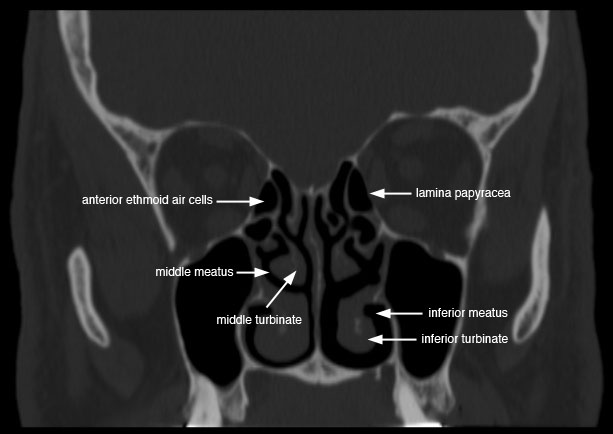 anterior ethmoid air cells
lamina papyracea
middle meatus
middle turbinate
inferior meatus
inferior turbinate